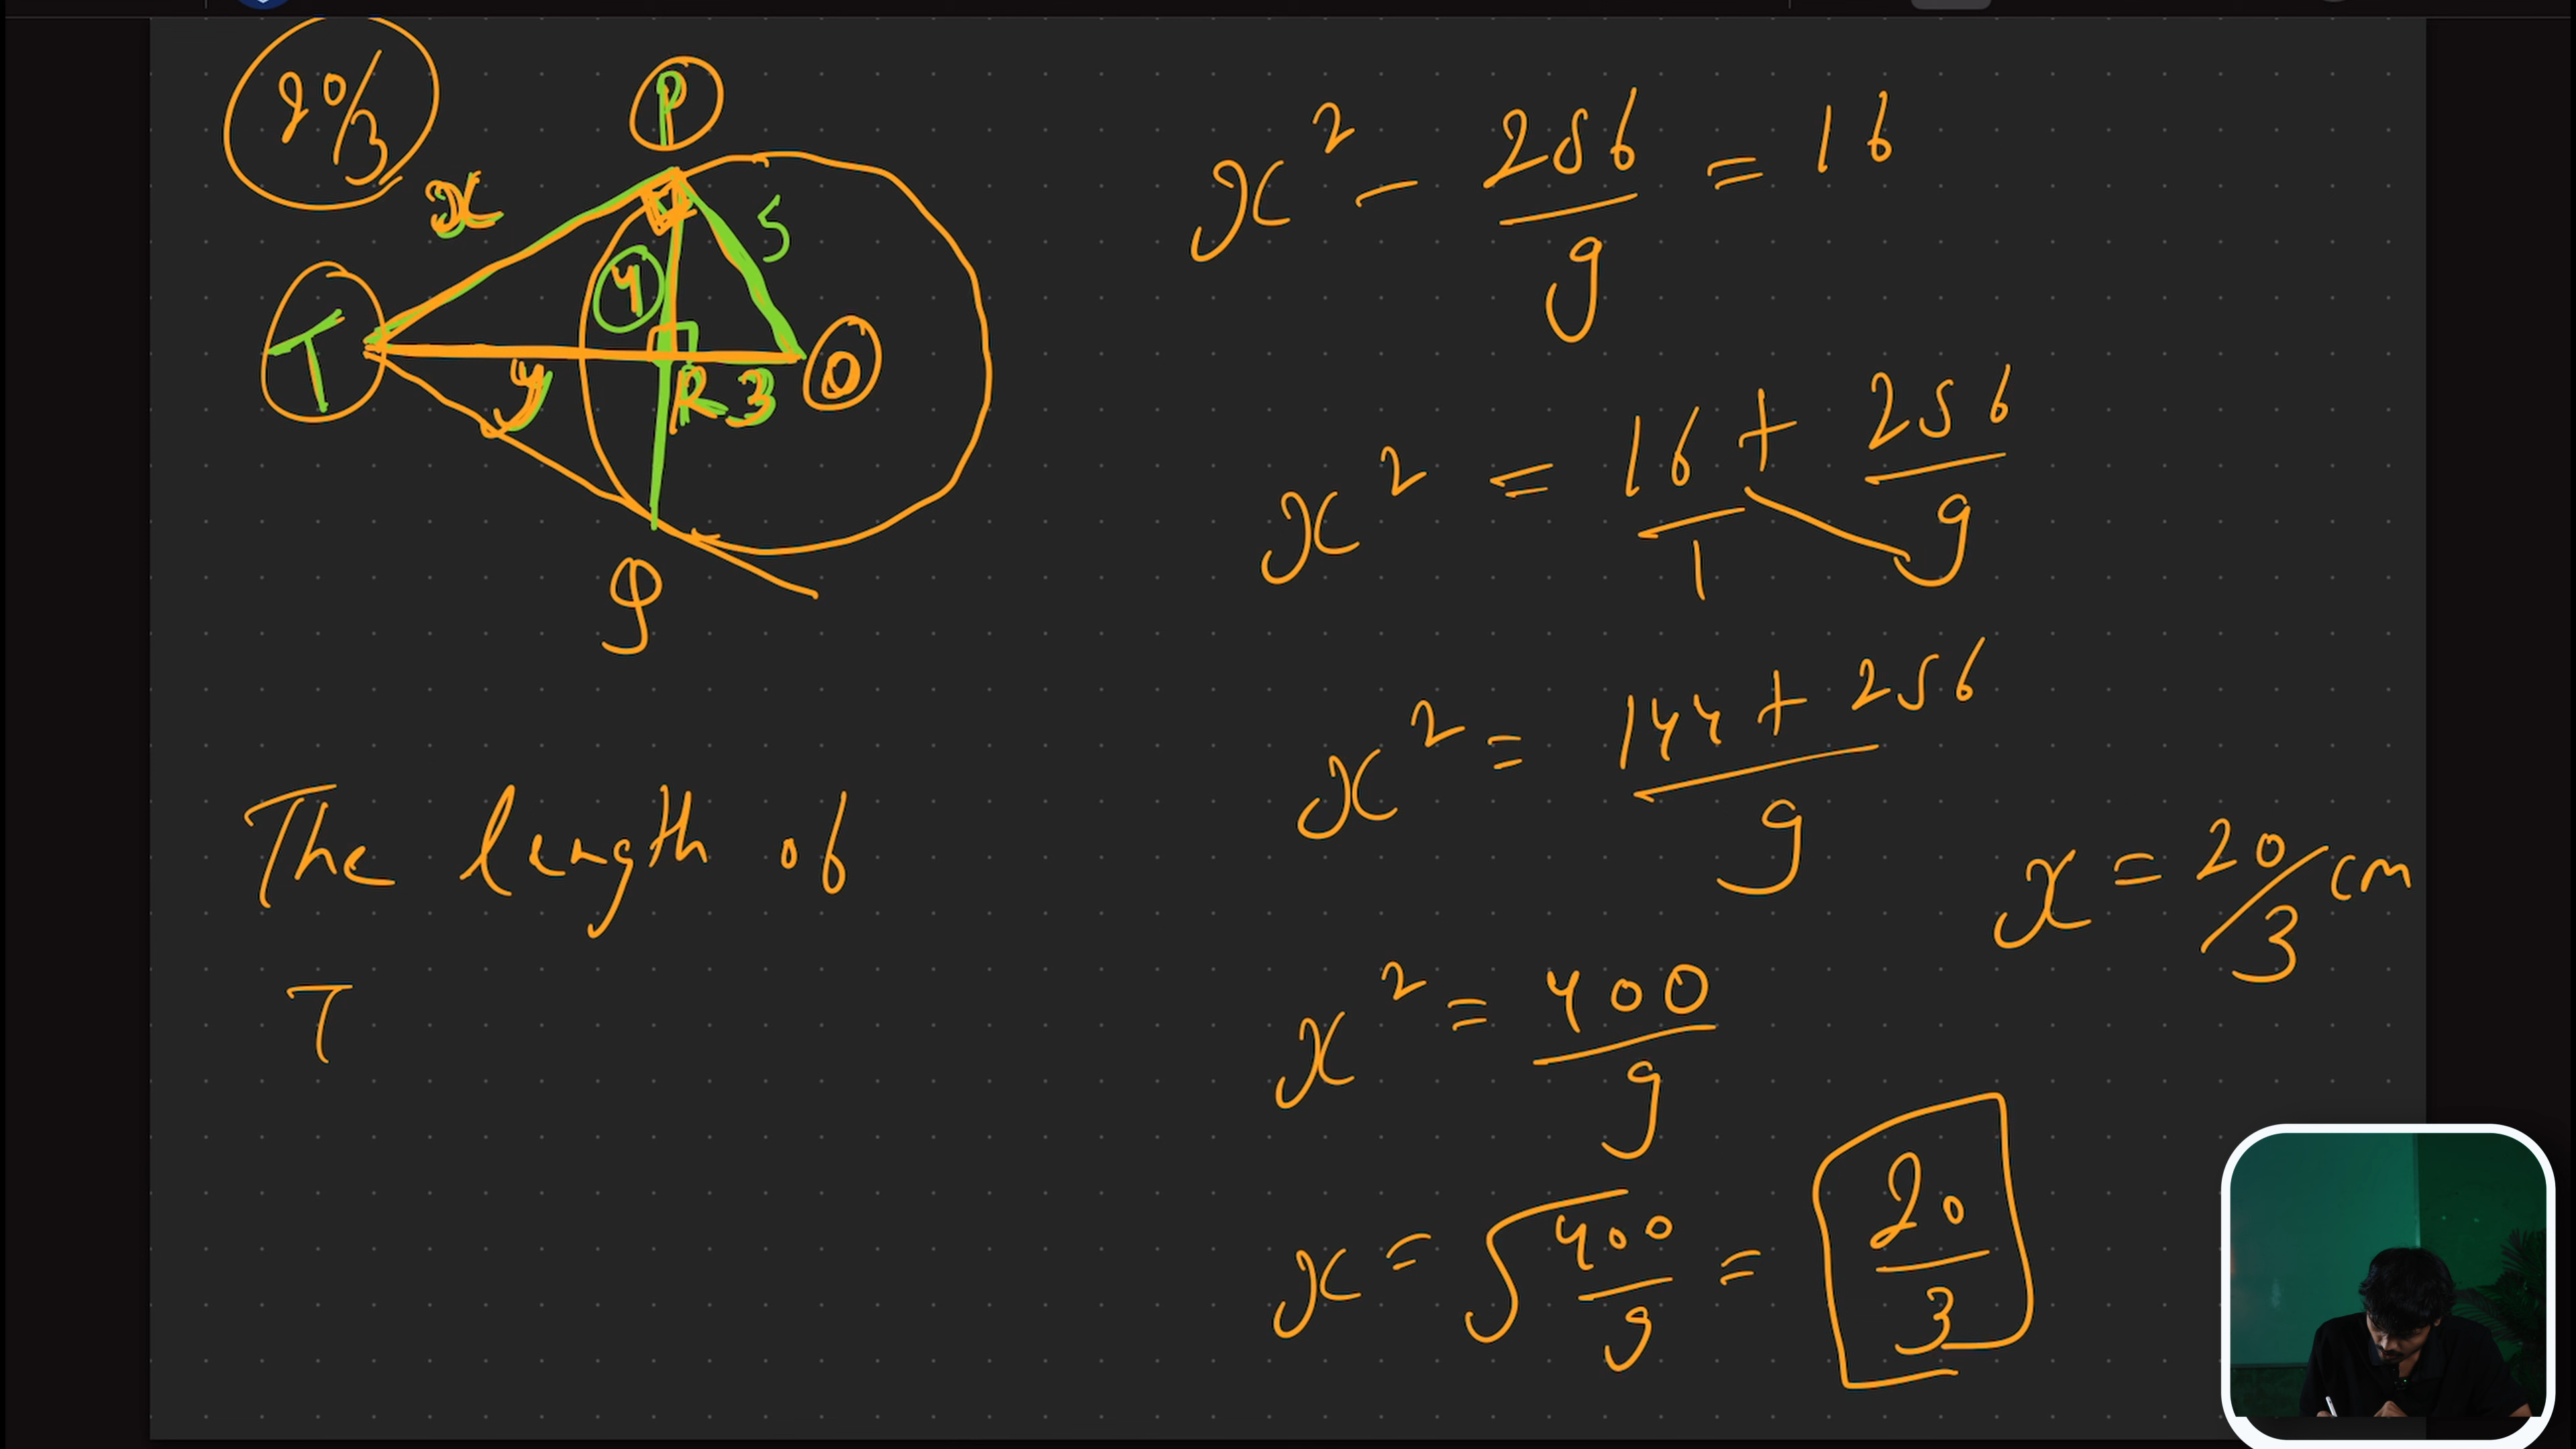 20/3
P
x
5
4
T
y
R
3
O
Q
The length of
T
x² - 256/9 = 16
x² = 16/1 + 256/9
x² = 144 + 256/9
x = 20/3 cm
x² = 400/9
x = √400/9 = 20/3